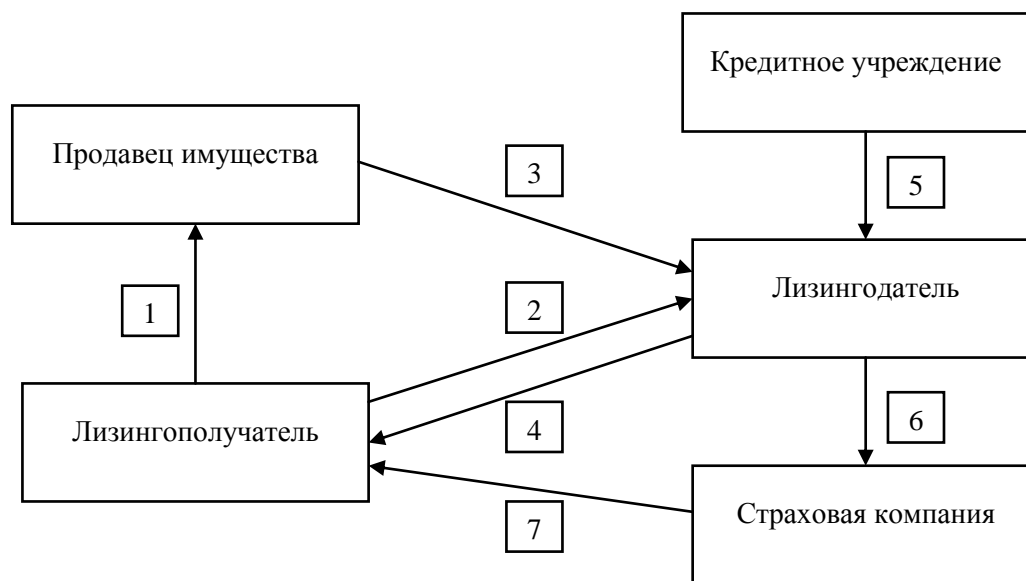 Кредитное учреждение
Продавец имущества
3
5
1
2
Лизингодатель
Лизингополучатель
4
6
7
Страховая компания